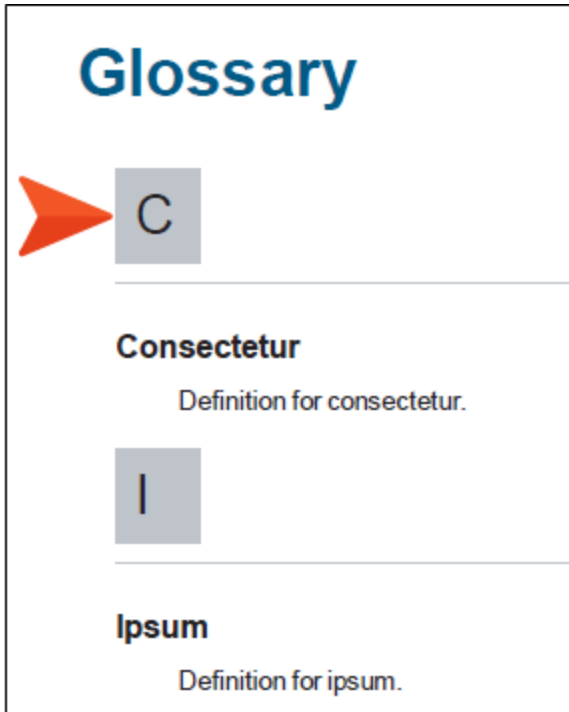 Glossary
C
Consectetur
Definition for consectetur.
I
Ipsum
Definition for ipsum.